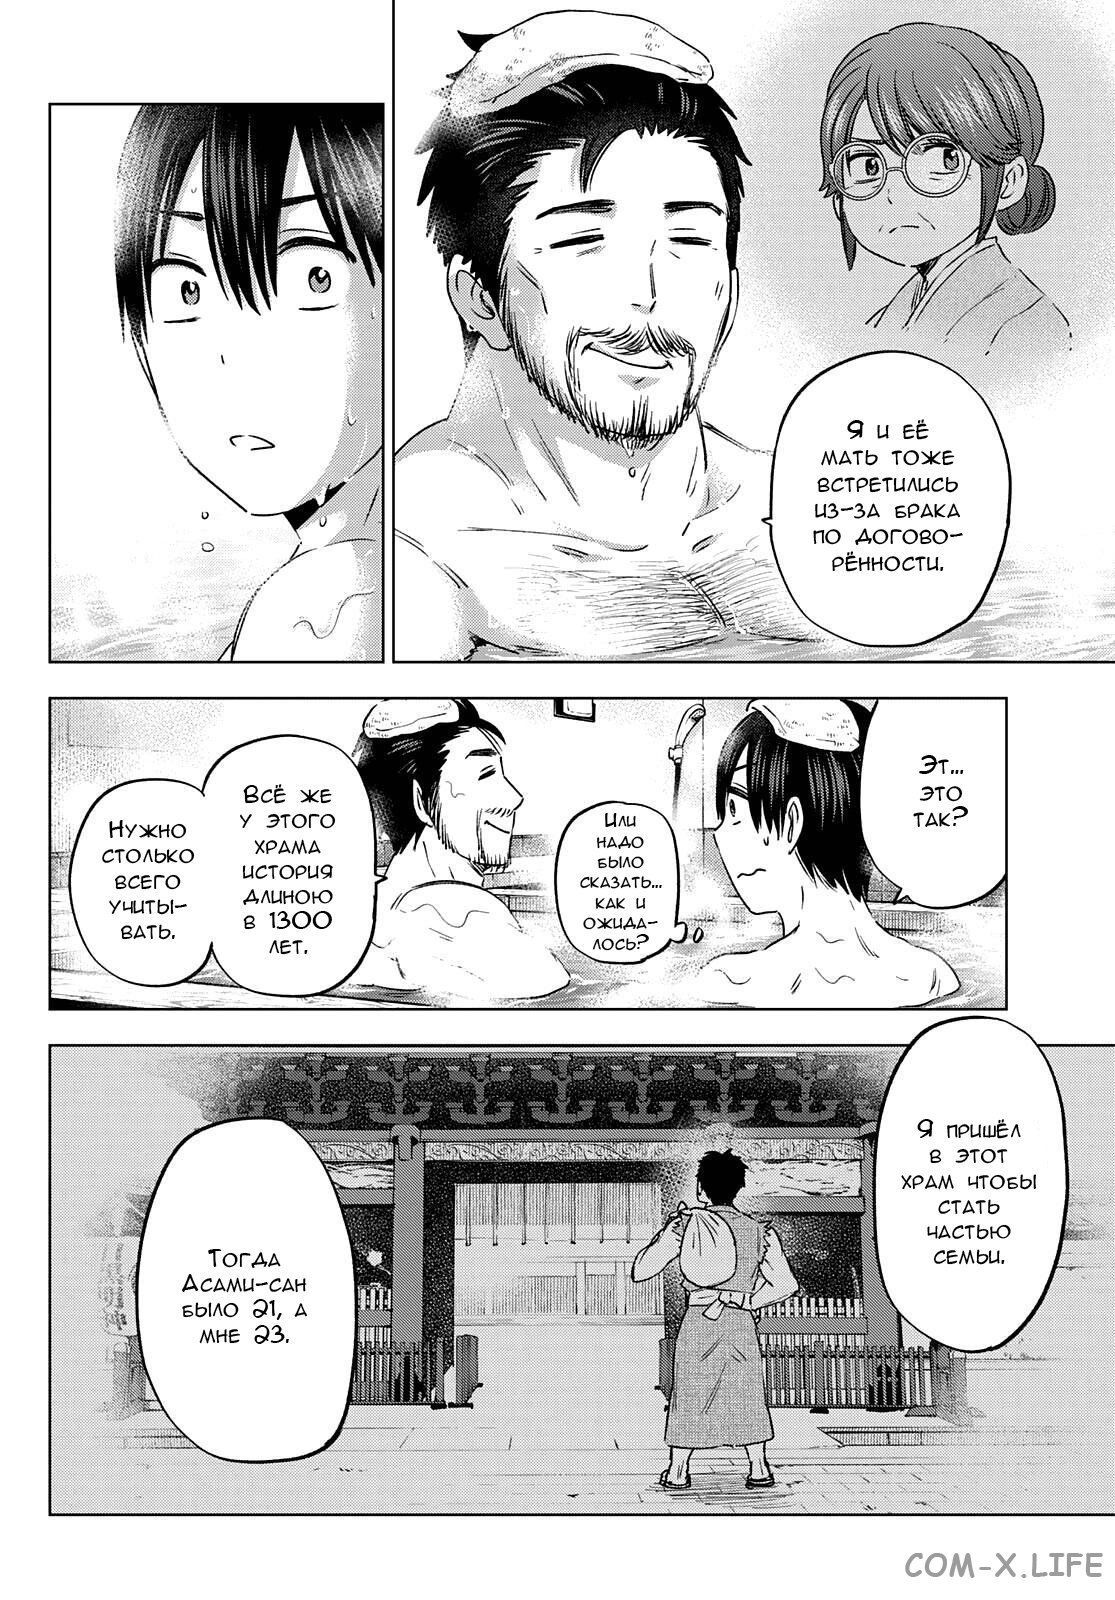 Я и её
мать тоже
встретились
из-за брака
по догово-
рённости.
Эт...
это
так?
Или
надо
было
сказать...
как и
ожида-
лось?
Всё же
у этого
храма
история
длиною
в 1300
лет.
Нужно
столько
всего
учиты-
вать.
Я пришёл
в этот
храм чтобы
стать
частью
семьи.
Тогда
Асами-сан
было 21, а
мне 23.
COM-X.LIFE